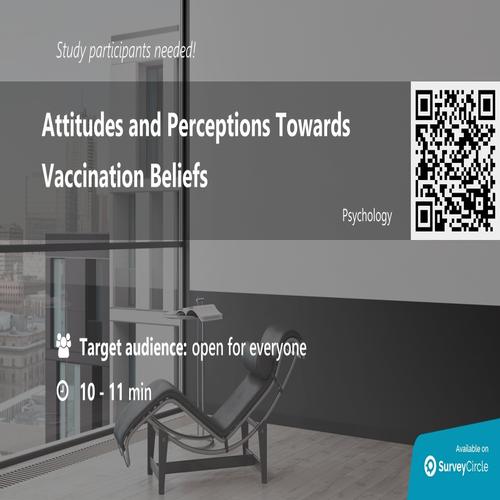 Study participants needed!
Attitudes and Perceptions Towards
Vaccination Beliefs
Psychology
Target audience: open for everyone
10 - 11 min
Available on
SurveyCircle